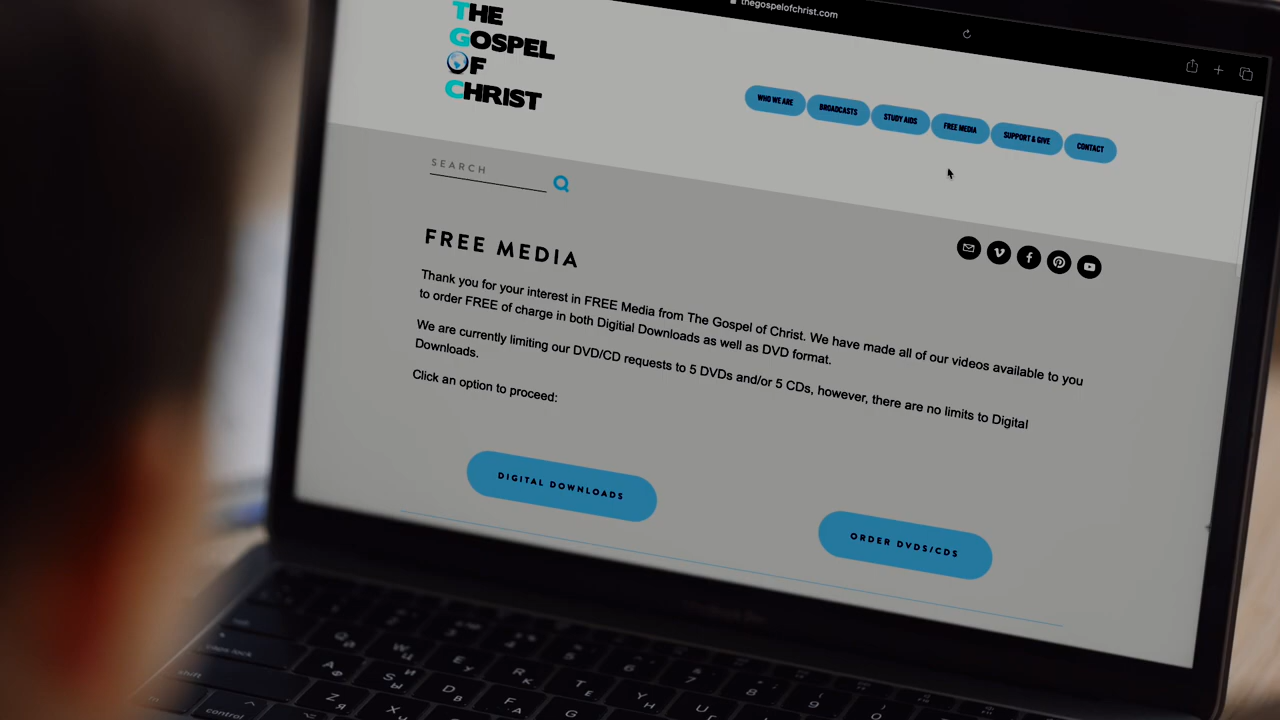 thegospelofchrist.com
THE
GOSPEL
OF
CHRIST
WHO WE ARE
BROADCASTS
STUDY AIDS
FREE MEDIA
SUPPORT & GIVE
CONTACT
SEARCH
FREE MEDIA
Thank you for your interest in FREE Media from The Gospel of Christ. We have made all of our videos available to you
to order FREE of charge in both Digitial Downloads as well as DVD format.
We are currently limiting our DVD/CD requests to 5 DVDs and/or 5 CDs, however, there are no limits to Digital
Downloads.
Click an option to proceed:
DIGITAL DOWNLOADS
ORDER DVDS/CDS
caps lock
shift
control